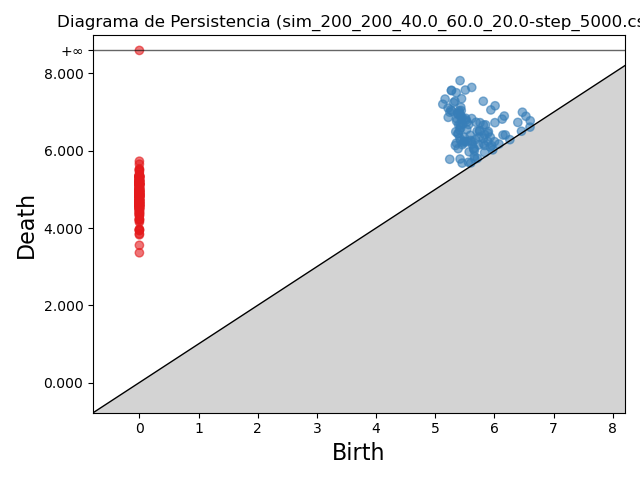 Diagrama de Persistencia (sim_200_200_40.0_60.0_20.0-step_5000.cs
+∞
8.000
6.000
4.000
2.000
0.000
Death
0 1 2 3 4 5 6 7 8
Birth